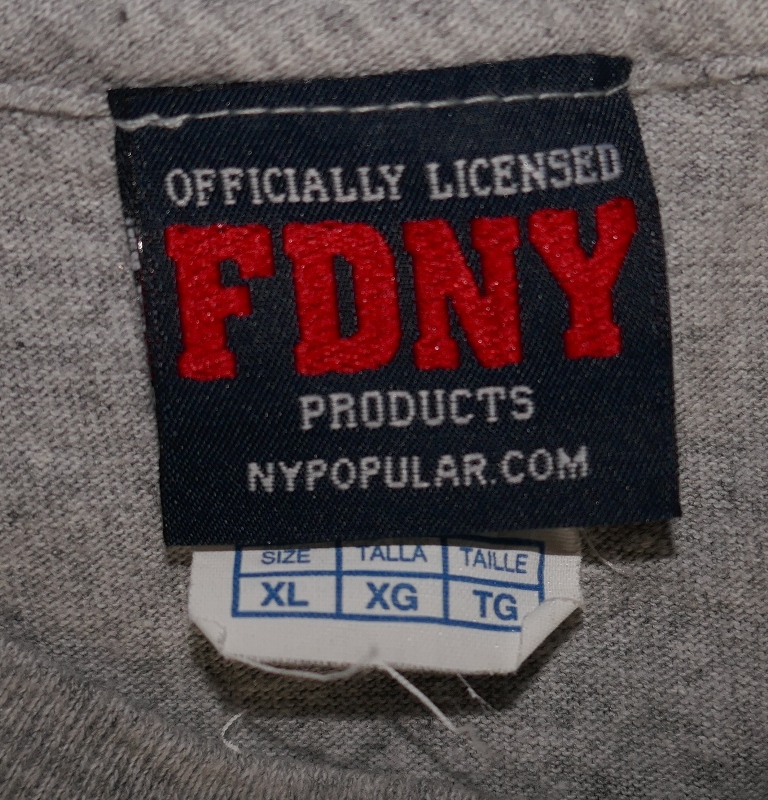 OFFICIALLY LICENSED
FDNY
PRODUCTS
NYPOPULAR.COM
SIZE TALLA TAILLE
XL XG TG